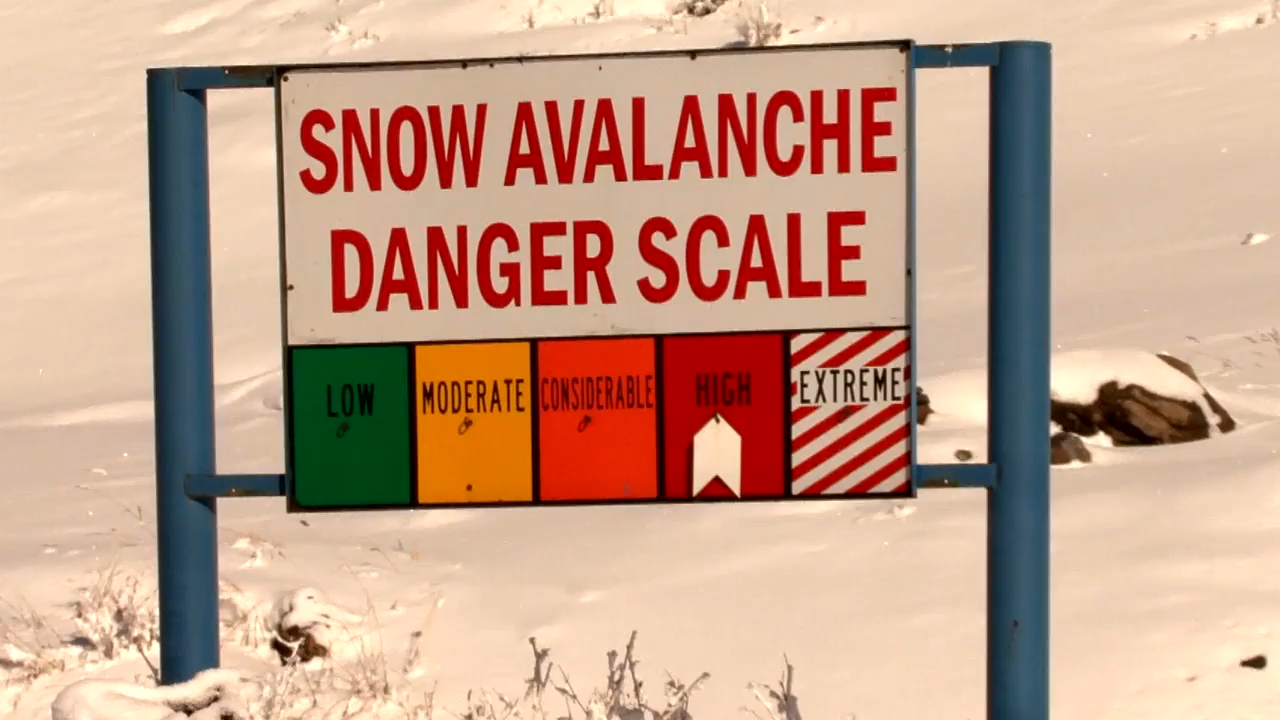 SNOW AVALANCHE
DANGER SCALE
LOW MODERATE CONSIDERABLE HIGH EXTREME